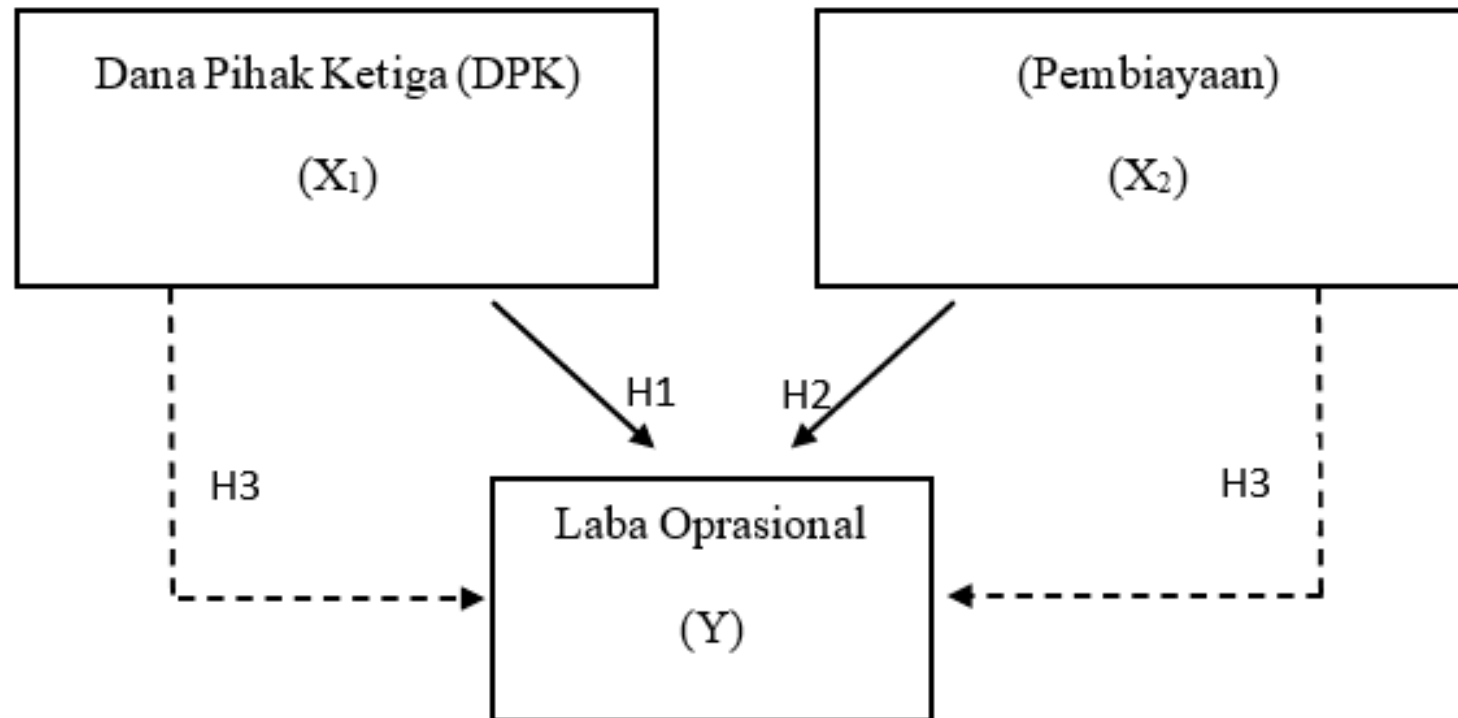 Dana Pihak Ketiga (DPK)
(X₁)
(Pembiayaan)
(X₂)
H1
H2
H3
H3
Laba Oprasional
(Y)